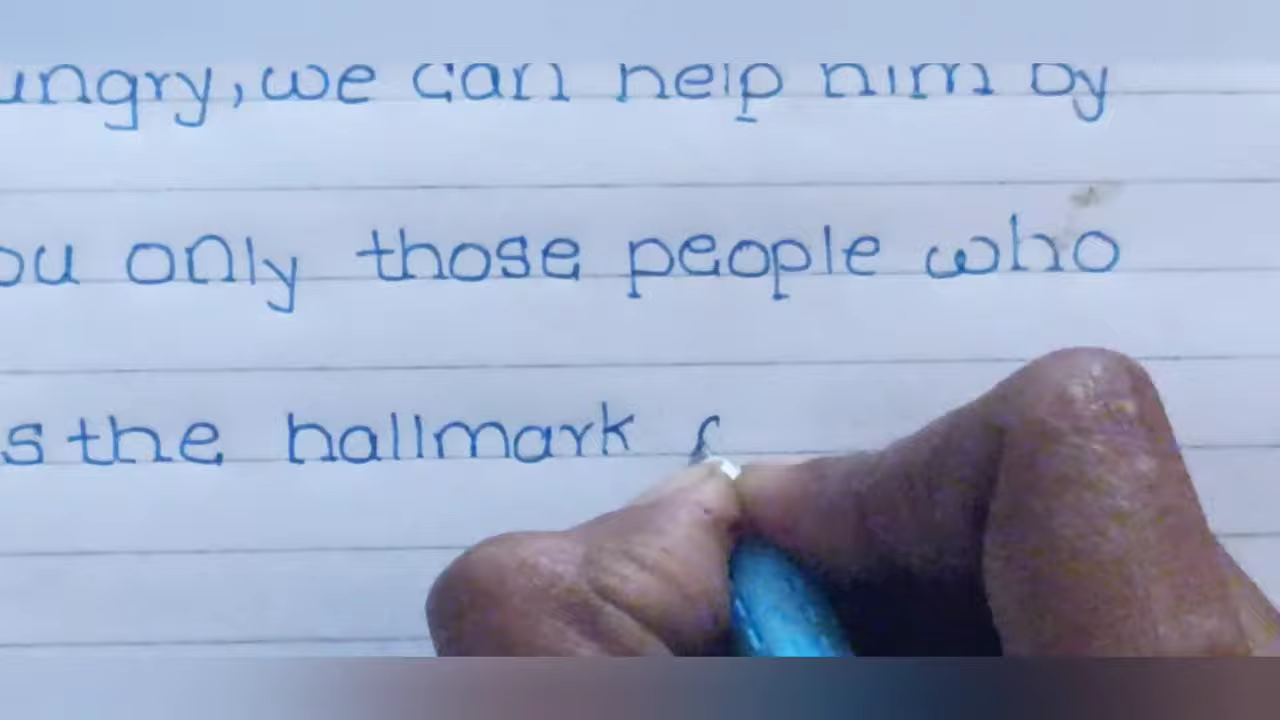 ungry, we can help him by
ou only those people who
s the hallmark